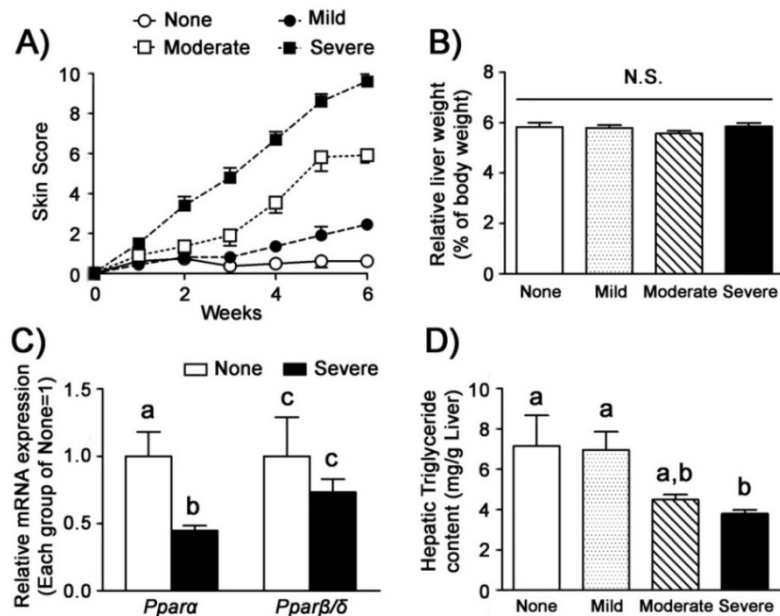 A)
None
Mild
Moderate
Severe
Skin Score
10
8
6
4
2
0
0
2
4
6
Weeks
B)
N.S.
Relative liver weight
(% of body weight)
8
6
4
2
0
None
Mild
Moderate
Severe
C)
None
Severe
Relative mRNA expression
(Each group of None=1)
1.5
1.0
0.5
0.0
a
b
c
c
Pparα
Pparβ/δ
D)
Hepatic Triglyceride
content (mg/g Liver)
10
8
6
4
2
0
a
a
a,b
b
None
Mild
Moderate
Severe